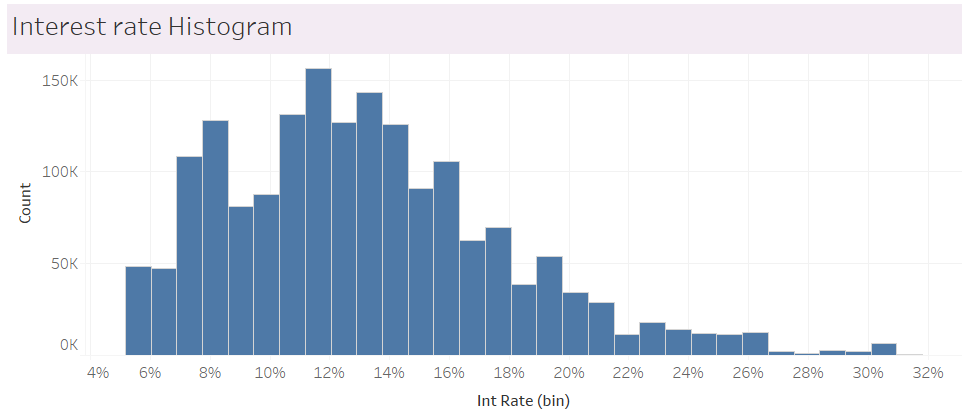 Interest rate Histogram
150K
100K
50K
0K
Count
4% 6% 8% 10% 12% 14% 16% 18% 20% 22% 24% 26% 28% 30% 32%
Int Rate (bin)